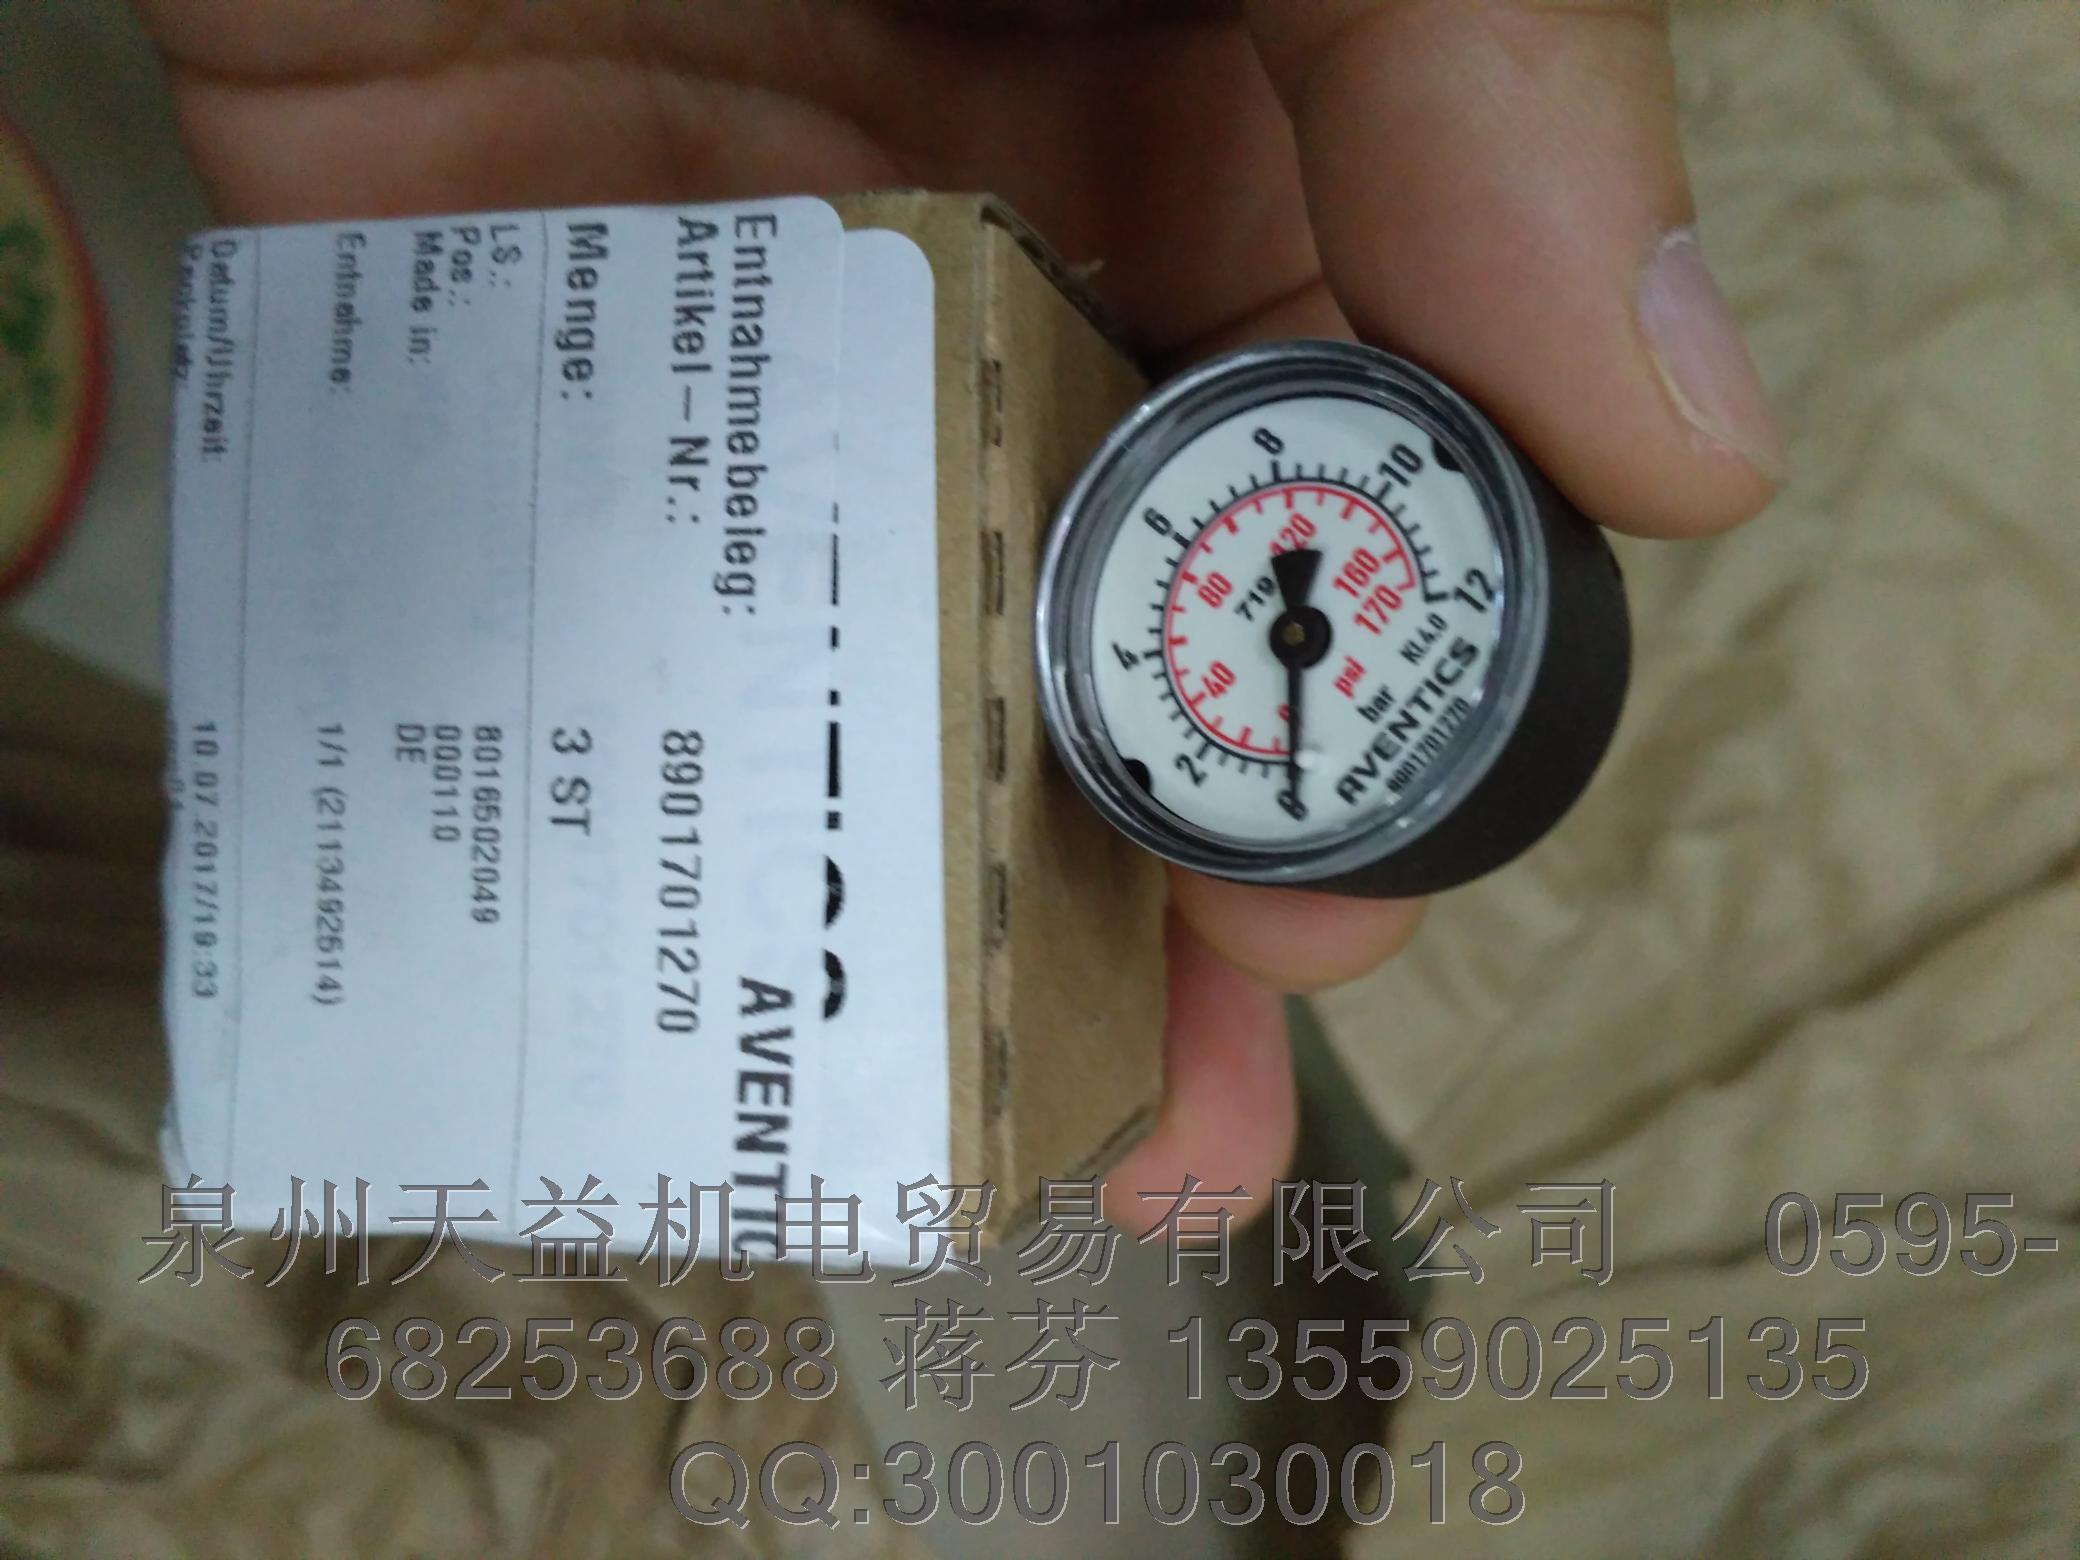 AVENTIC
Entnahmebeleg:
Artikel-Nr.: 8901701270
Menge: 3 ST
LS.: 8016502049
Pos.: 000110
Made in: DE
Entnahme: 1/1 (2113492614)
Datum/Uhrzeit: 10.07.2017/19:33
0 2 4 6 8 10 12
0 40 80 120 160 170
719
psi
bar
Kl.4.0
AVENTICS
泉州天益机电贸易有限公司 0595-
68253688 蒋芬 13559025135
QQ:3001030018